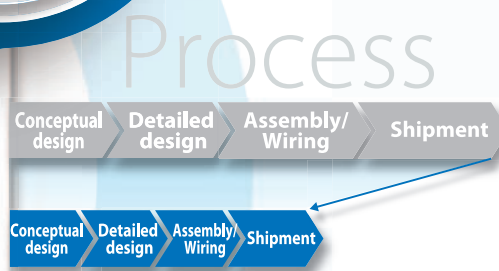 Process
Conceptual design
Detailed design
Assembly/ Wiring
Shipment
Conceptual design
Detailed design
Assembly/ Wiring
Shipment